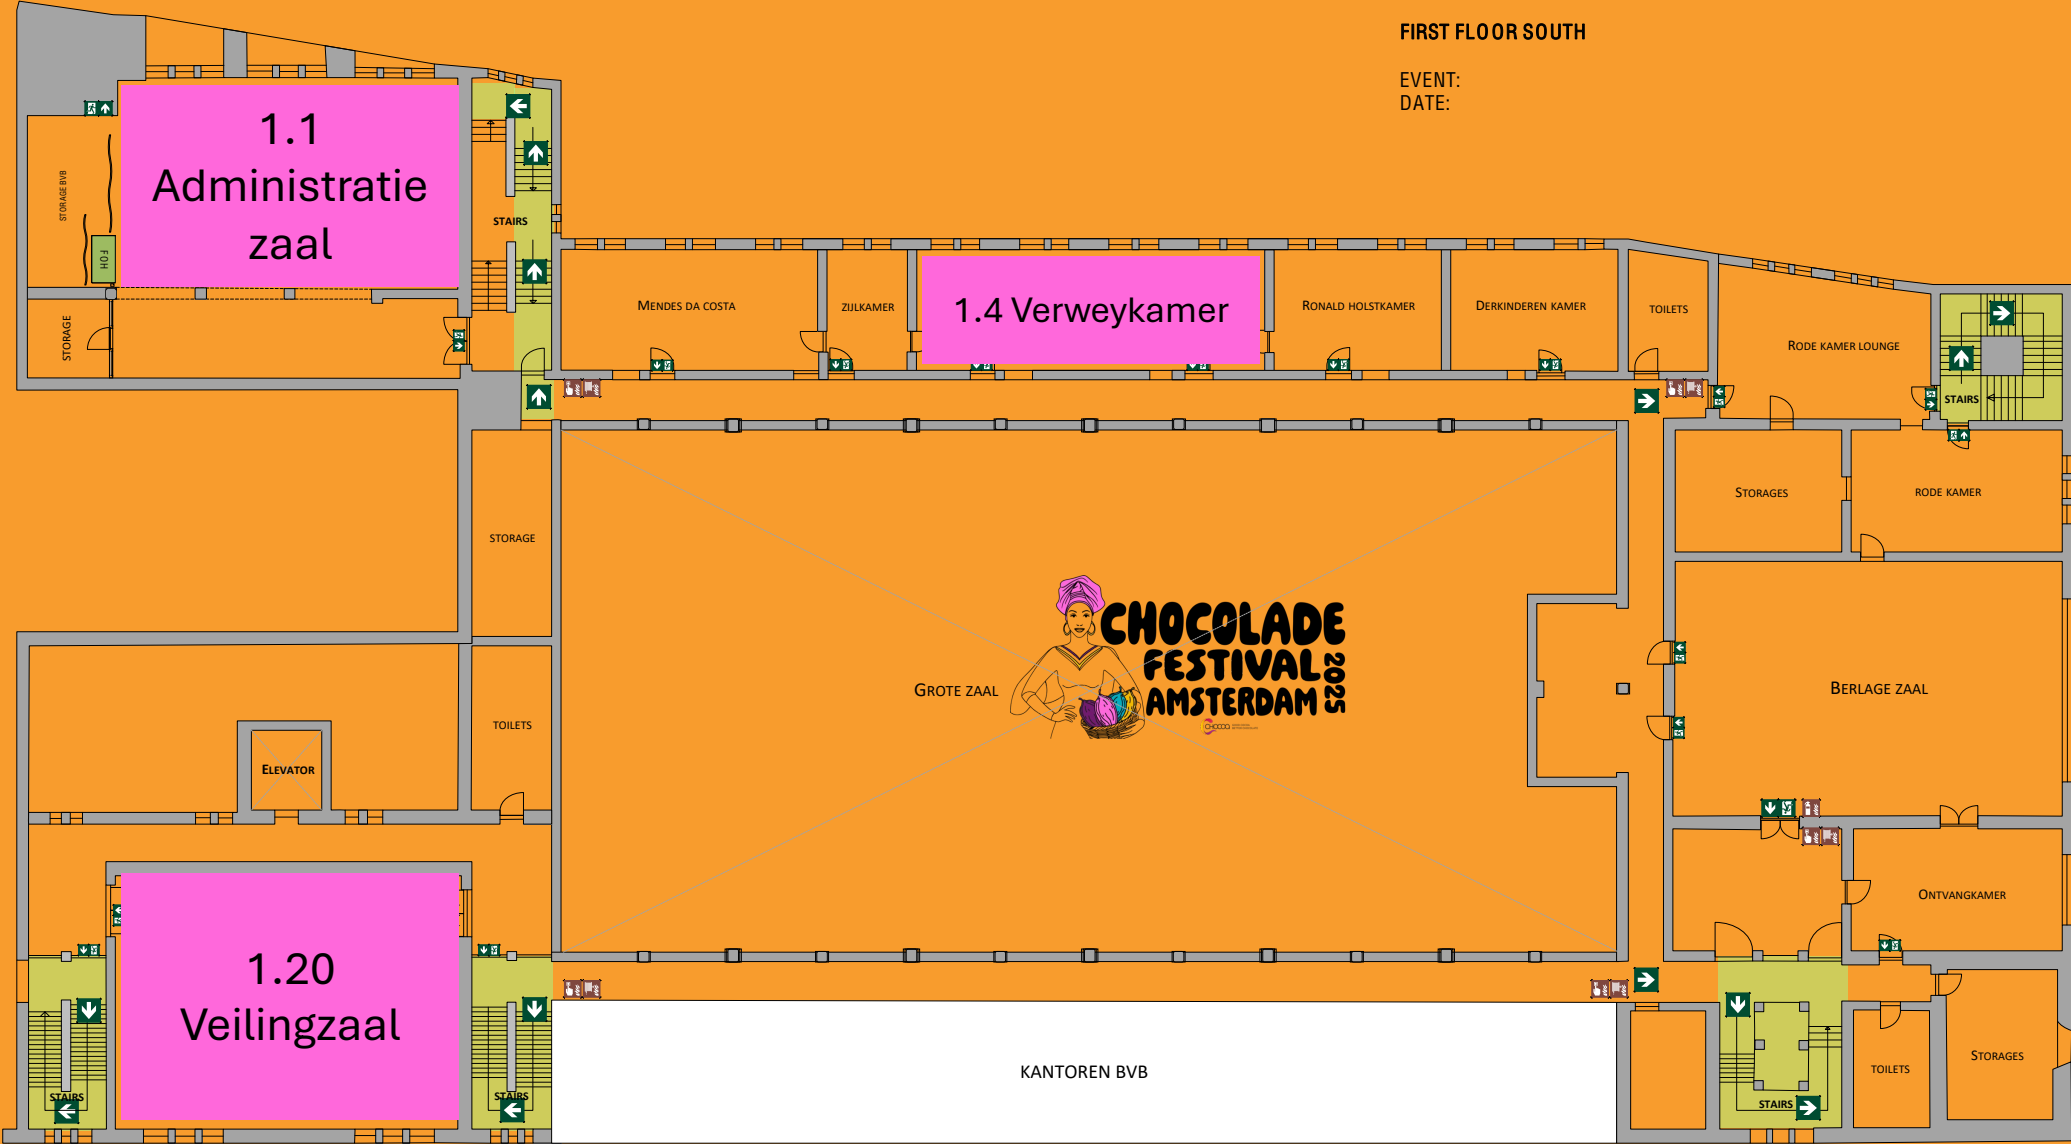 FIRST FLOOR SOUTH
EVENT:
DATE:
1.1
Administratie
zaal
STORAGE BVB
FOH
STORAGE
STAIRS
MENDES DA COSTA
ZIJLKAMER
1.4 Verweykamer
RONALD HOLSTKAMER
DERKINDEREN KAMER
TOILETS
RODE KAMER LOUNGE
STAIRS
STORAGES
RODE KAMER
STORAGE
GROTE ZAAL
CHOCOLADE
FESTIVAL
AMSTERDAM
2025
BERLAGE ZAAL
TOILETS
ELEVATOR
ONTVANGKAMER
1.20
Veilingzaal
STAIRS
STAIRS
KANTOREN BVB
STAIRS
TOILETS
STORAGES